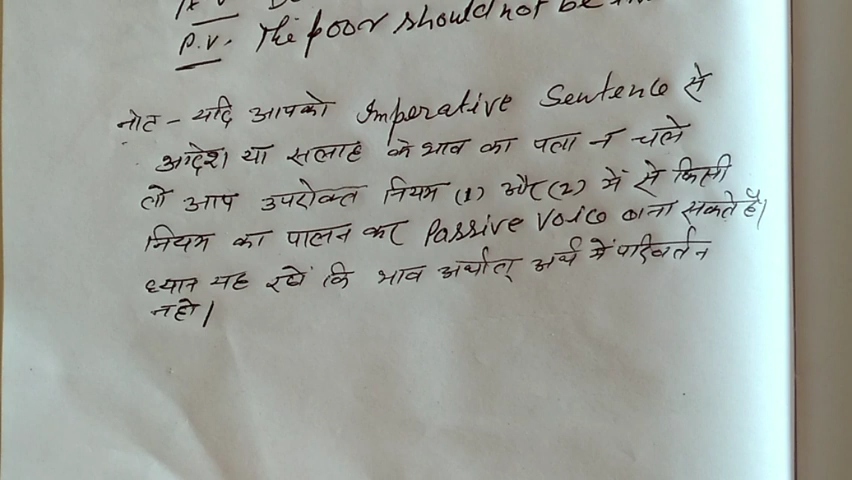 P.V. The poor should not be
नोट - यदि आपको Imperative Sentence से
आदेश या सलाह के भाव का पता न चले
तो आप उपरोक्त नियम (1) और (2) में से किसी
नियम का पालन कर Passive Voice बाना सकते है।
ध्यान यह रखें कि भाव अर्थात् अर्थ में परिवर्तन
न हो।